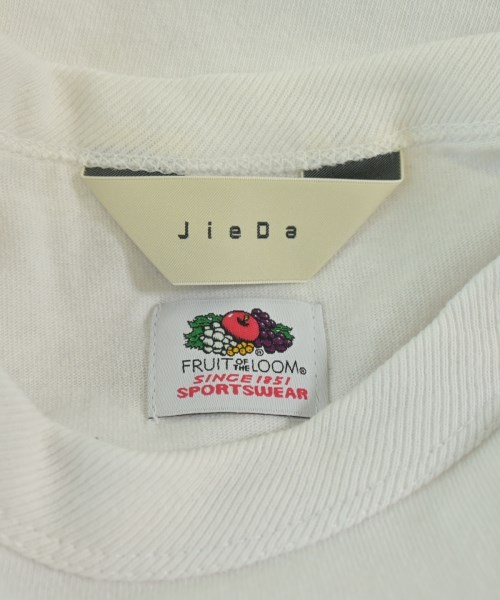 JieDa
FRUIT OF THE LOOM®
SINCE 1851
SPORTSWEAR